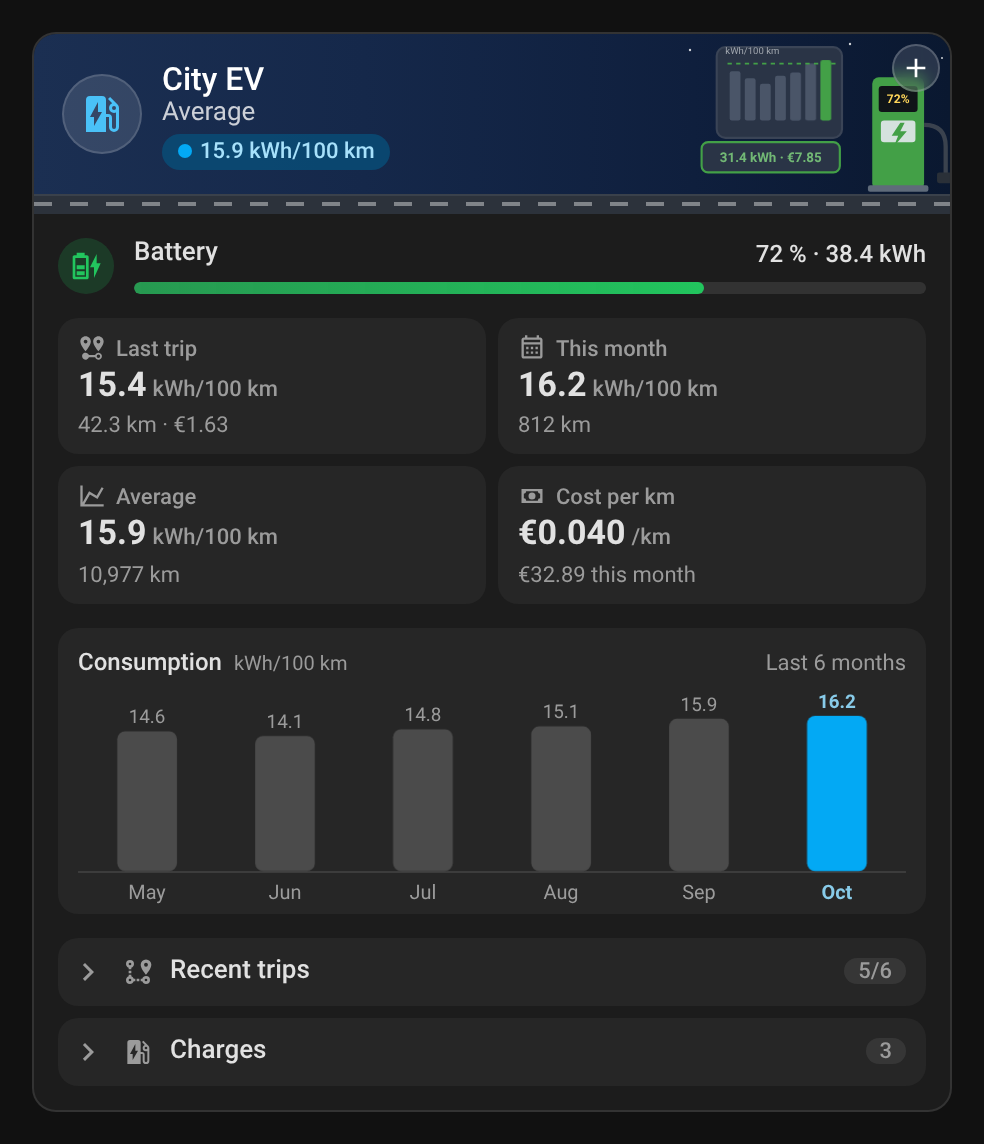 City EV
Average
15.9 kWh/100 km
kWh/100 km
31.4 kWh · €7.85
72%
Battery
72 % · 38.4 kWh
Last trip
15.4 kWh/100 km
42.3 km · €1.63
This month
16.2 kWh/100 km
812 km
Average
15.9 kWh/100 km
10,977 km
Cost per km
€0.040 /km
€32.89 this month
Consumption kWh/100 km
Last 6 months
14.6 14.1 14.8 15.1 15.9 16.2
May Jun Jul Aug Sep Oct
Recent trips 5/6
Charges 3